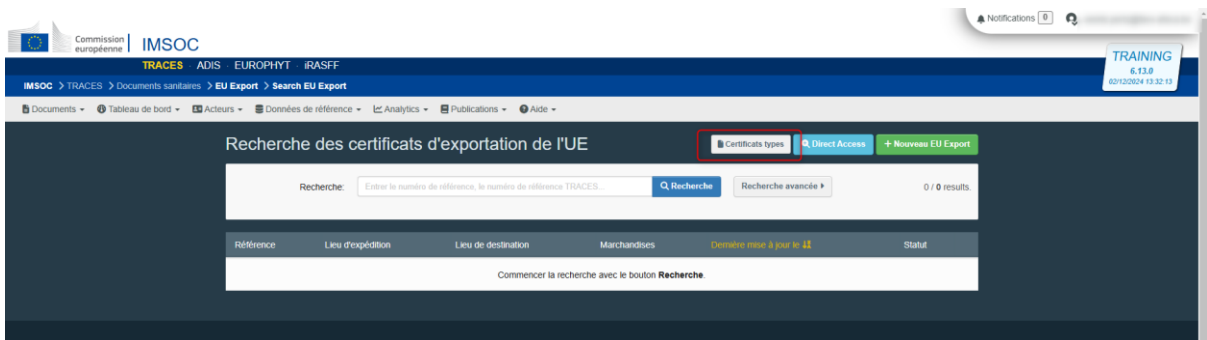 Notifications 0
Commission européenne
IMSOC
TRACES ADIS EUROPHYT iRASFF
TRAINING
6.13.0
02/12/2024 13:32:13
IMSOC > TRACES > Documents sanitaires > EU Export > Search EU Export
Documents Tableau de bord Acteurs Données de référence Analytics Publications Aide
Recherche des certificats d'exportation de l'UE
Certificats types Direct Access + Nouveau EU Export
Recherche: Entrer le numéro de référence, le numéro de référence TRACES... Recherche Recherche avancée 0 / 0 results.
Référence Lieu d'expédition Lieu de destination Marchandises Dernière mise à jour le Statut
Commencer la recherche avec le bouton Recherche.